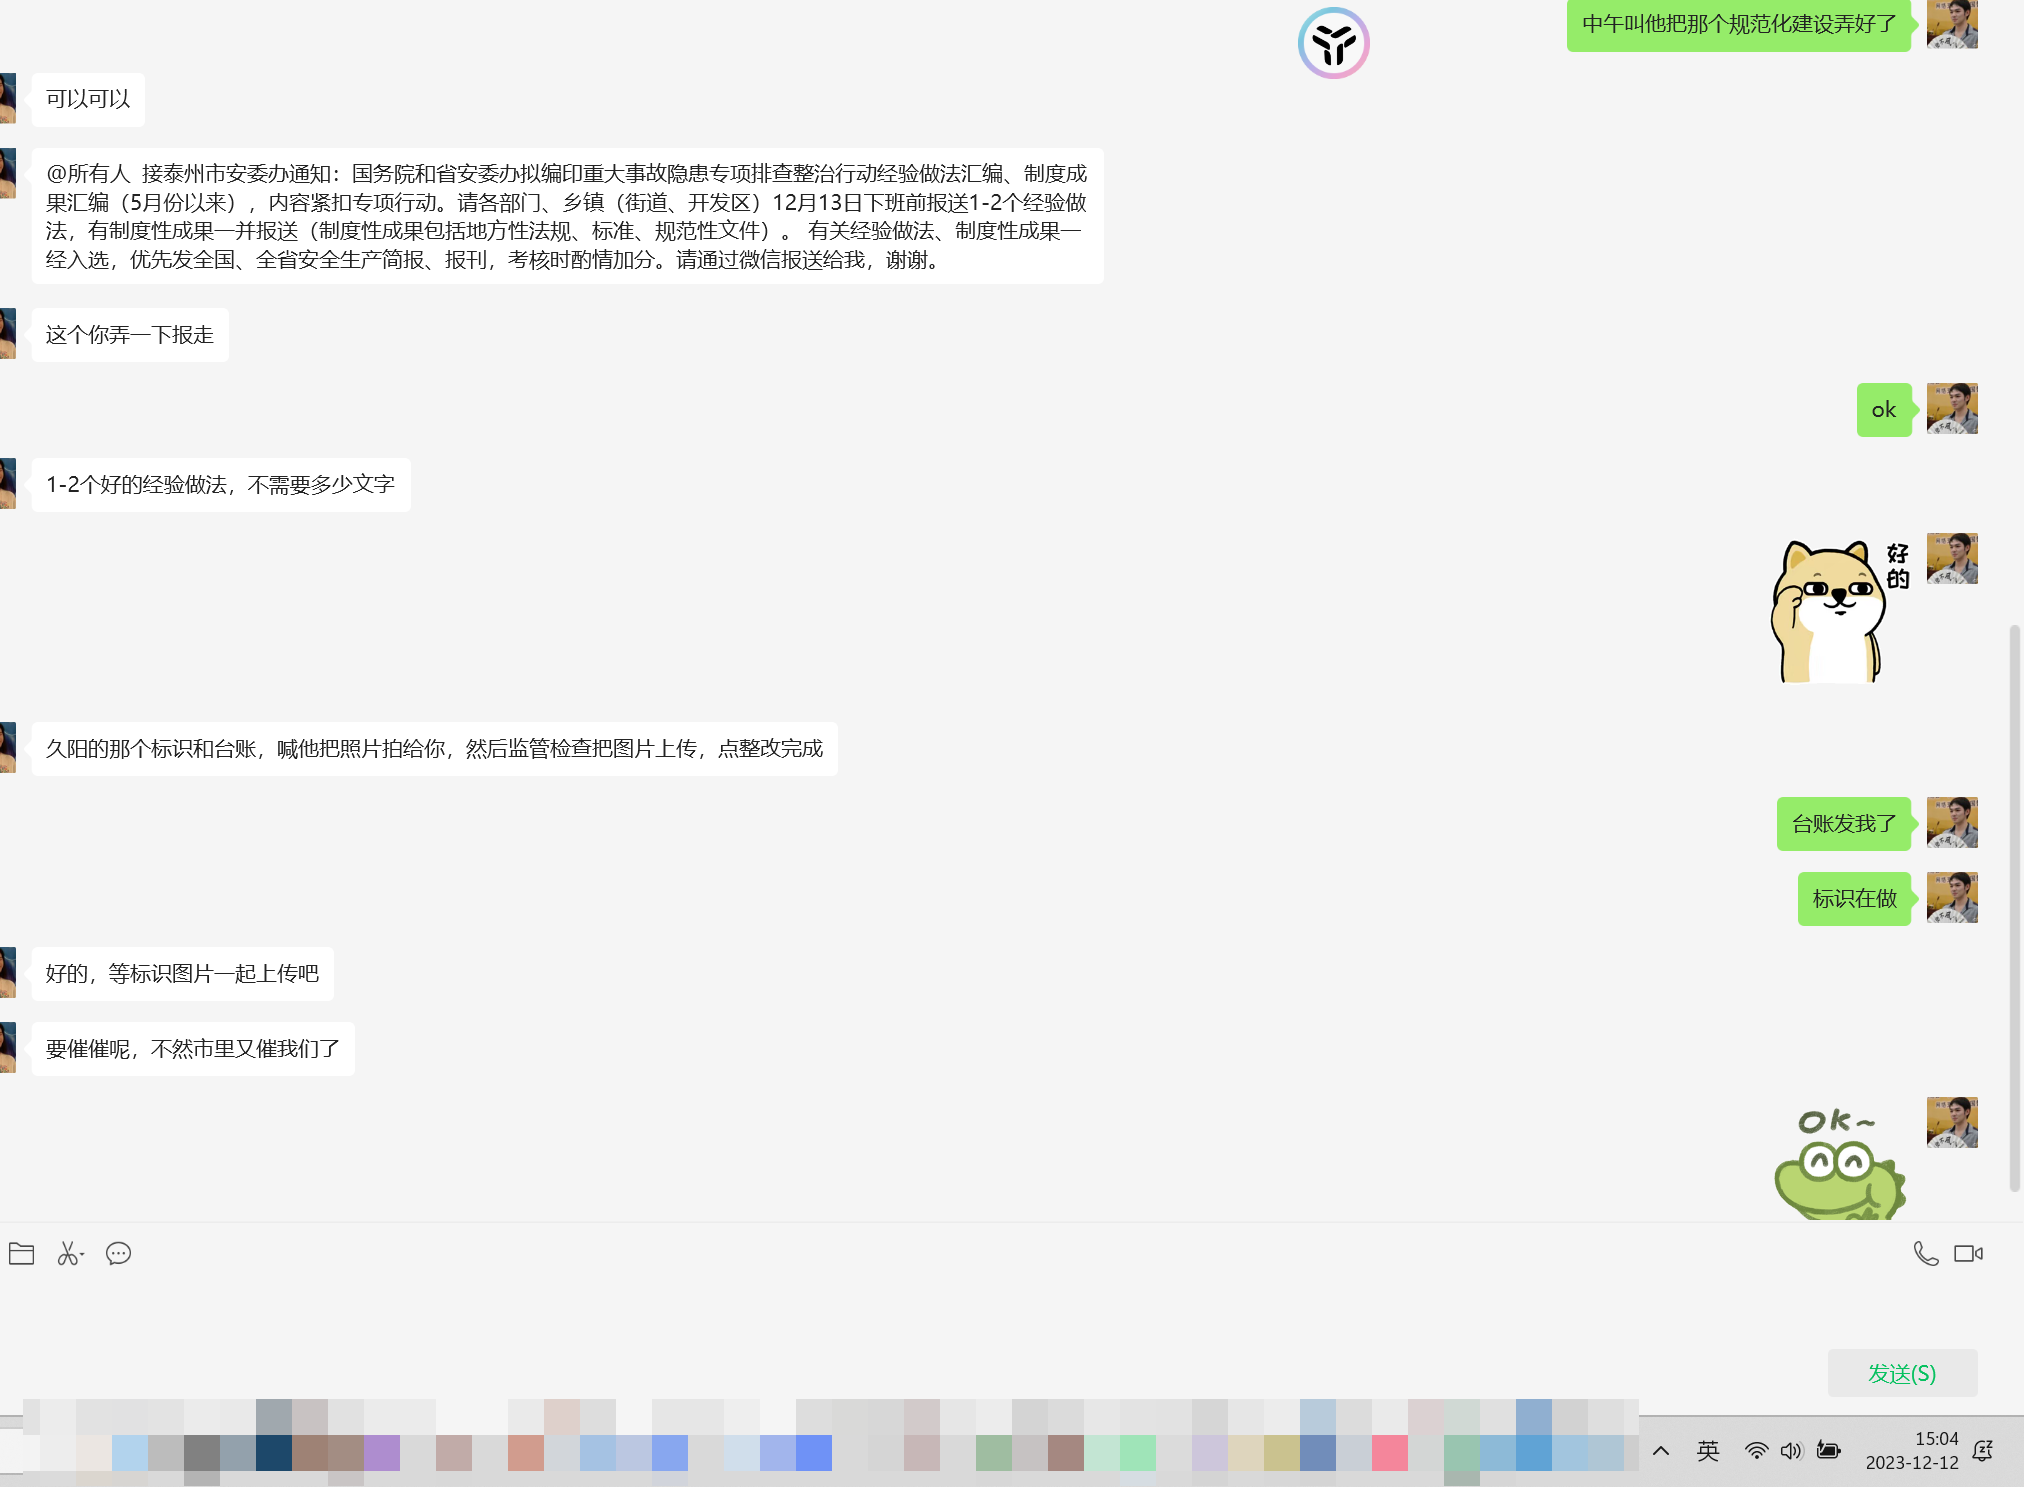 中午叫他把那个规范化建设弄好了
可以可以
@所有人 接泰州市安委办通知：国务院和省安委办拟编印重大事故隐患专项排查整治行动经验做法汇编、制度成
果汇编（5月份以来），内容紧扣专项行动。请各部门、乡镇（街道、开发区）12月13日下班前报送1-2个经验做
法，有制度性成果一并报送（制度性成果包括地方性法规、标准、规范性文件）。 有关经验做法、制度性成果一
经入选，优先发全国、全省安全生产简报、报刊，考核时酌情加分。请通过微信报送给我，谢谢。
这个你弄一下报走
ok
1-2个好的经验做法，不需要多少文字
好的
久阳的那个标识和台账，喊他把照片拍给你，然后监管检查把图片上传，点整改完成
台账发我了
标识在做
好的，等标识图片一起上传吧
要催催呢，不然市里又催我们了
OK~
发送(S)
英
15:04
2023-12-12